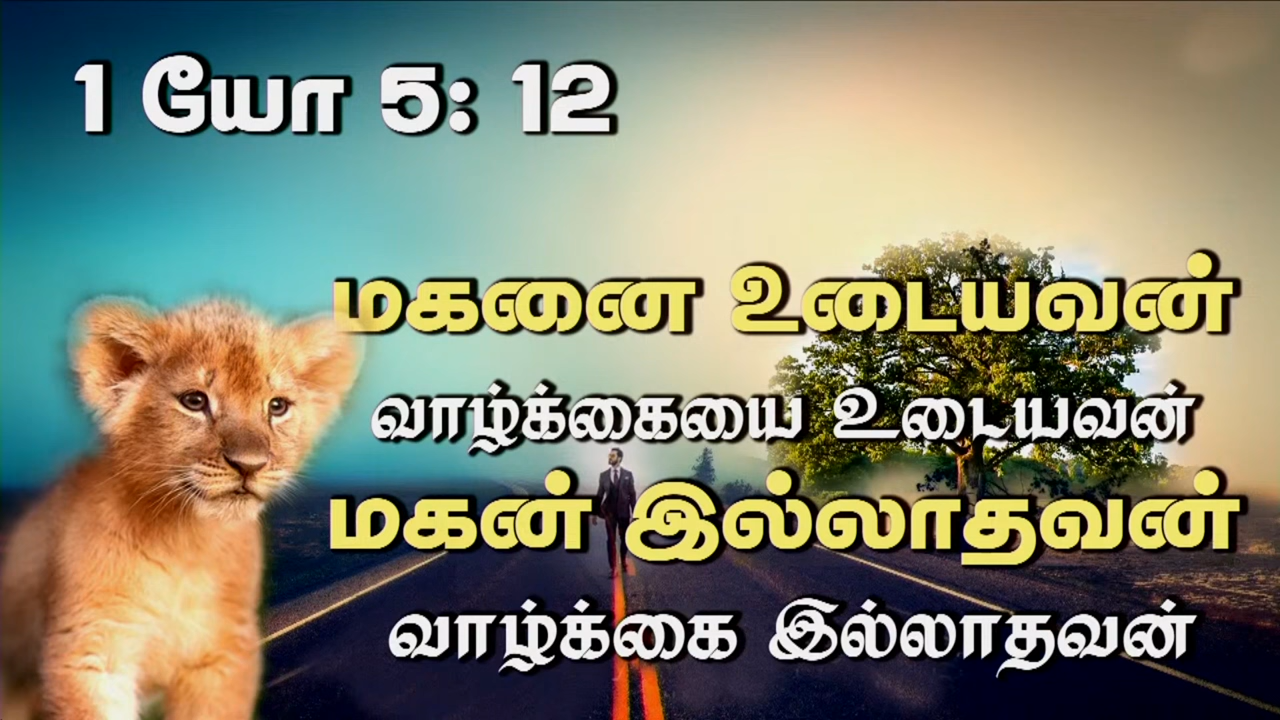 1 யோ 5: 12
மகனை உடையவன்
வாழ்க்கையை உடையவன்
மகன் இல்லாதவன்
வாழ்க்கை இல்லாதவன்